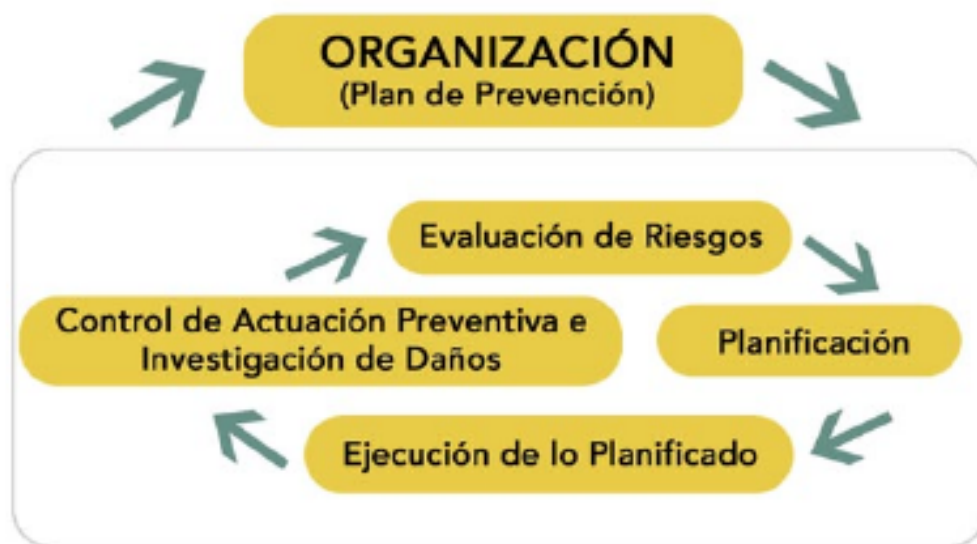 ORGANIZACIÓN
(Plan de Prevención)
Evaluación de Riesgos
Control de Actuación Preventiva e
Investigación de Daños
Planificación
Ejecución de lo Planificado